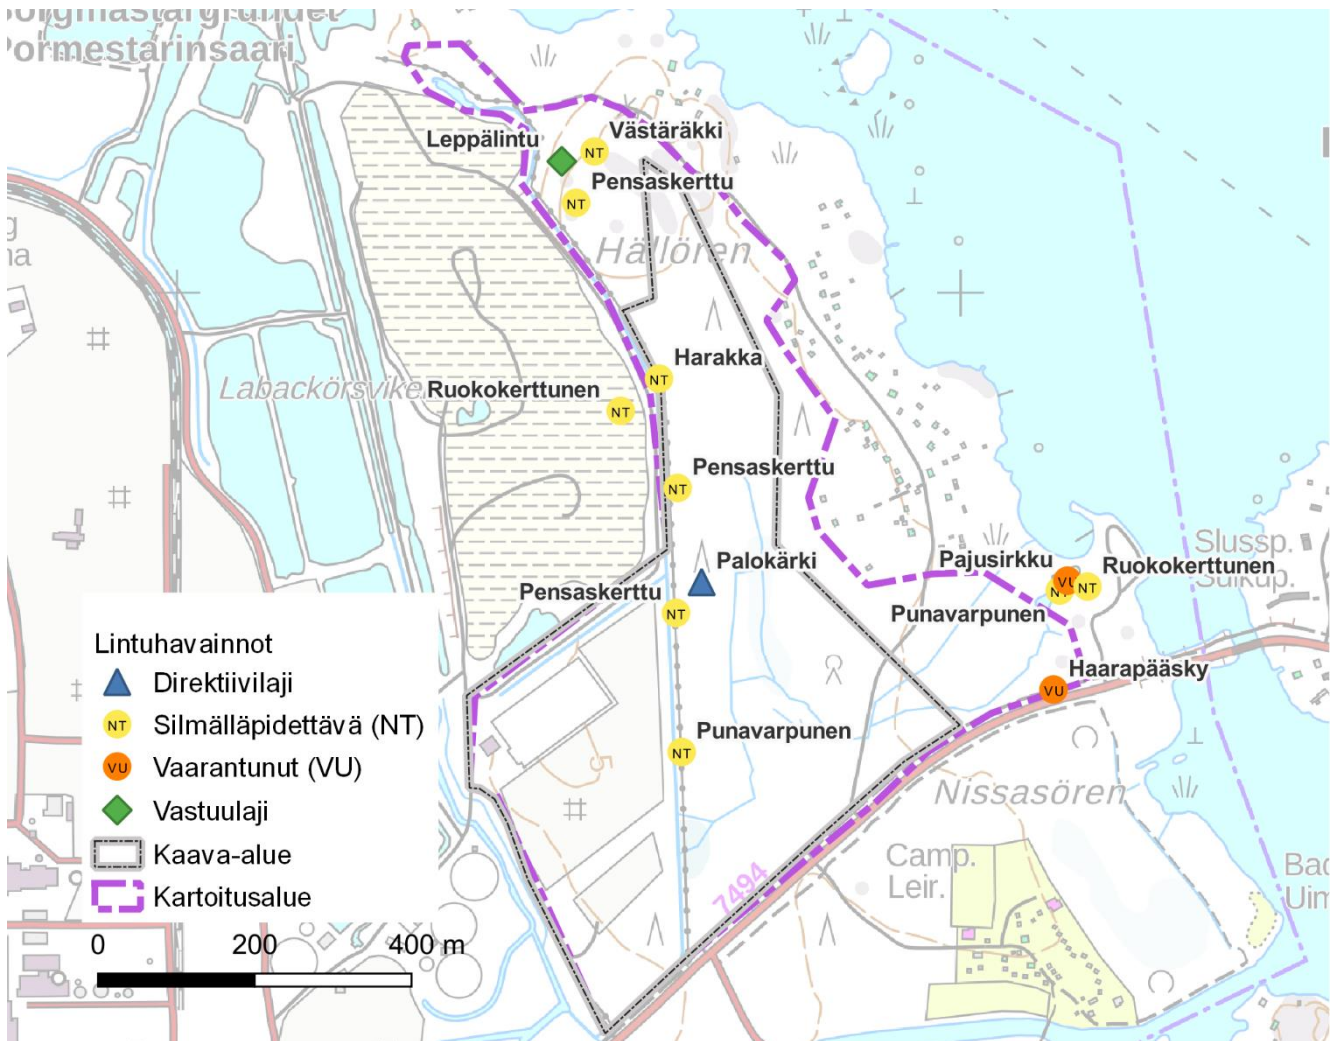 Pormestarinsaari
Leppälintu
Västäräkki
NT
Pensaskerttu
NT
Hällören
Harakka
NT
Labackörsvike
Ruokokerttunen
NT
Pensaskerttu
NT
Palokärki
Pensaskerttu
NT
Pajusirkku
Ruokokerttunen
Slussp.
VU
NT
Punavarpunen
Haarapääsky
VU
Punavarpunen
NT
Nissasören
Camp.
Leir.
7494
Lintuhavainnot
Direktiivilaji
NT Silmälläpidettävä (NT)
VU Vaarantunut (VU)
Vastuulaji
Kaava-alue
Kartoitusalue
0 200 400 m